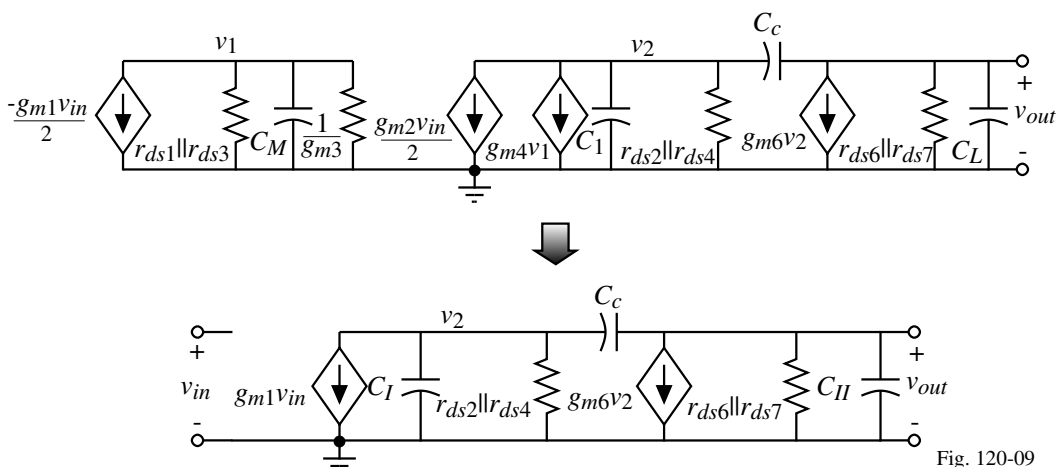 v1
v2
Cc
-gm1vin
2
rds1||rds3
CM
1
gm3
gm2vin
2
gm4v1
C1
rds2||rds4
gm6v2
rds6||rds7
CL
+
vout
-
v2
Cc
+
vin
-
gm1vin
CI
rds2||rds4
gm6v2
rds6||rds7
CII
+
vout
-
Fig. 120-09